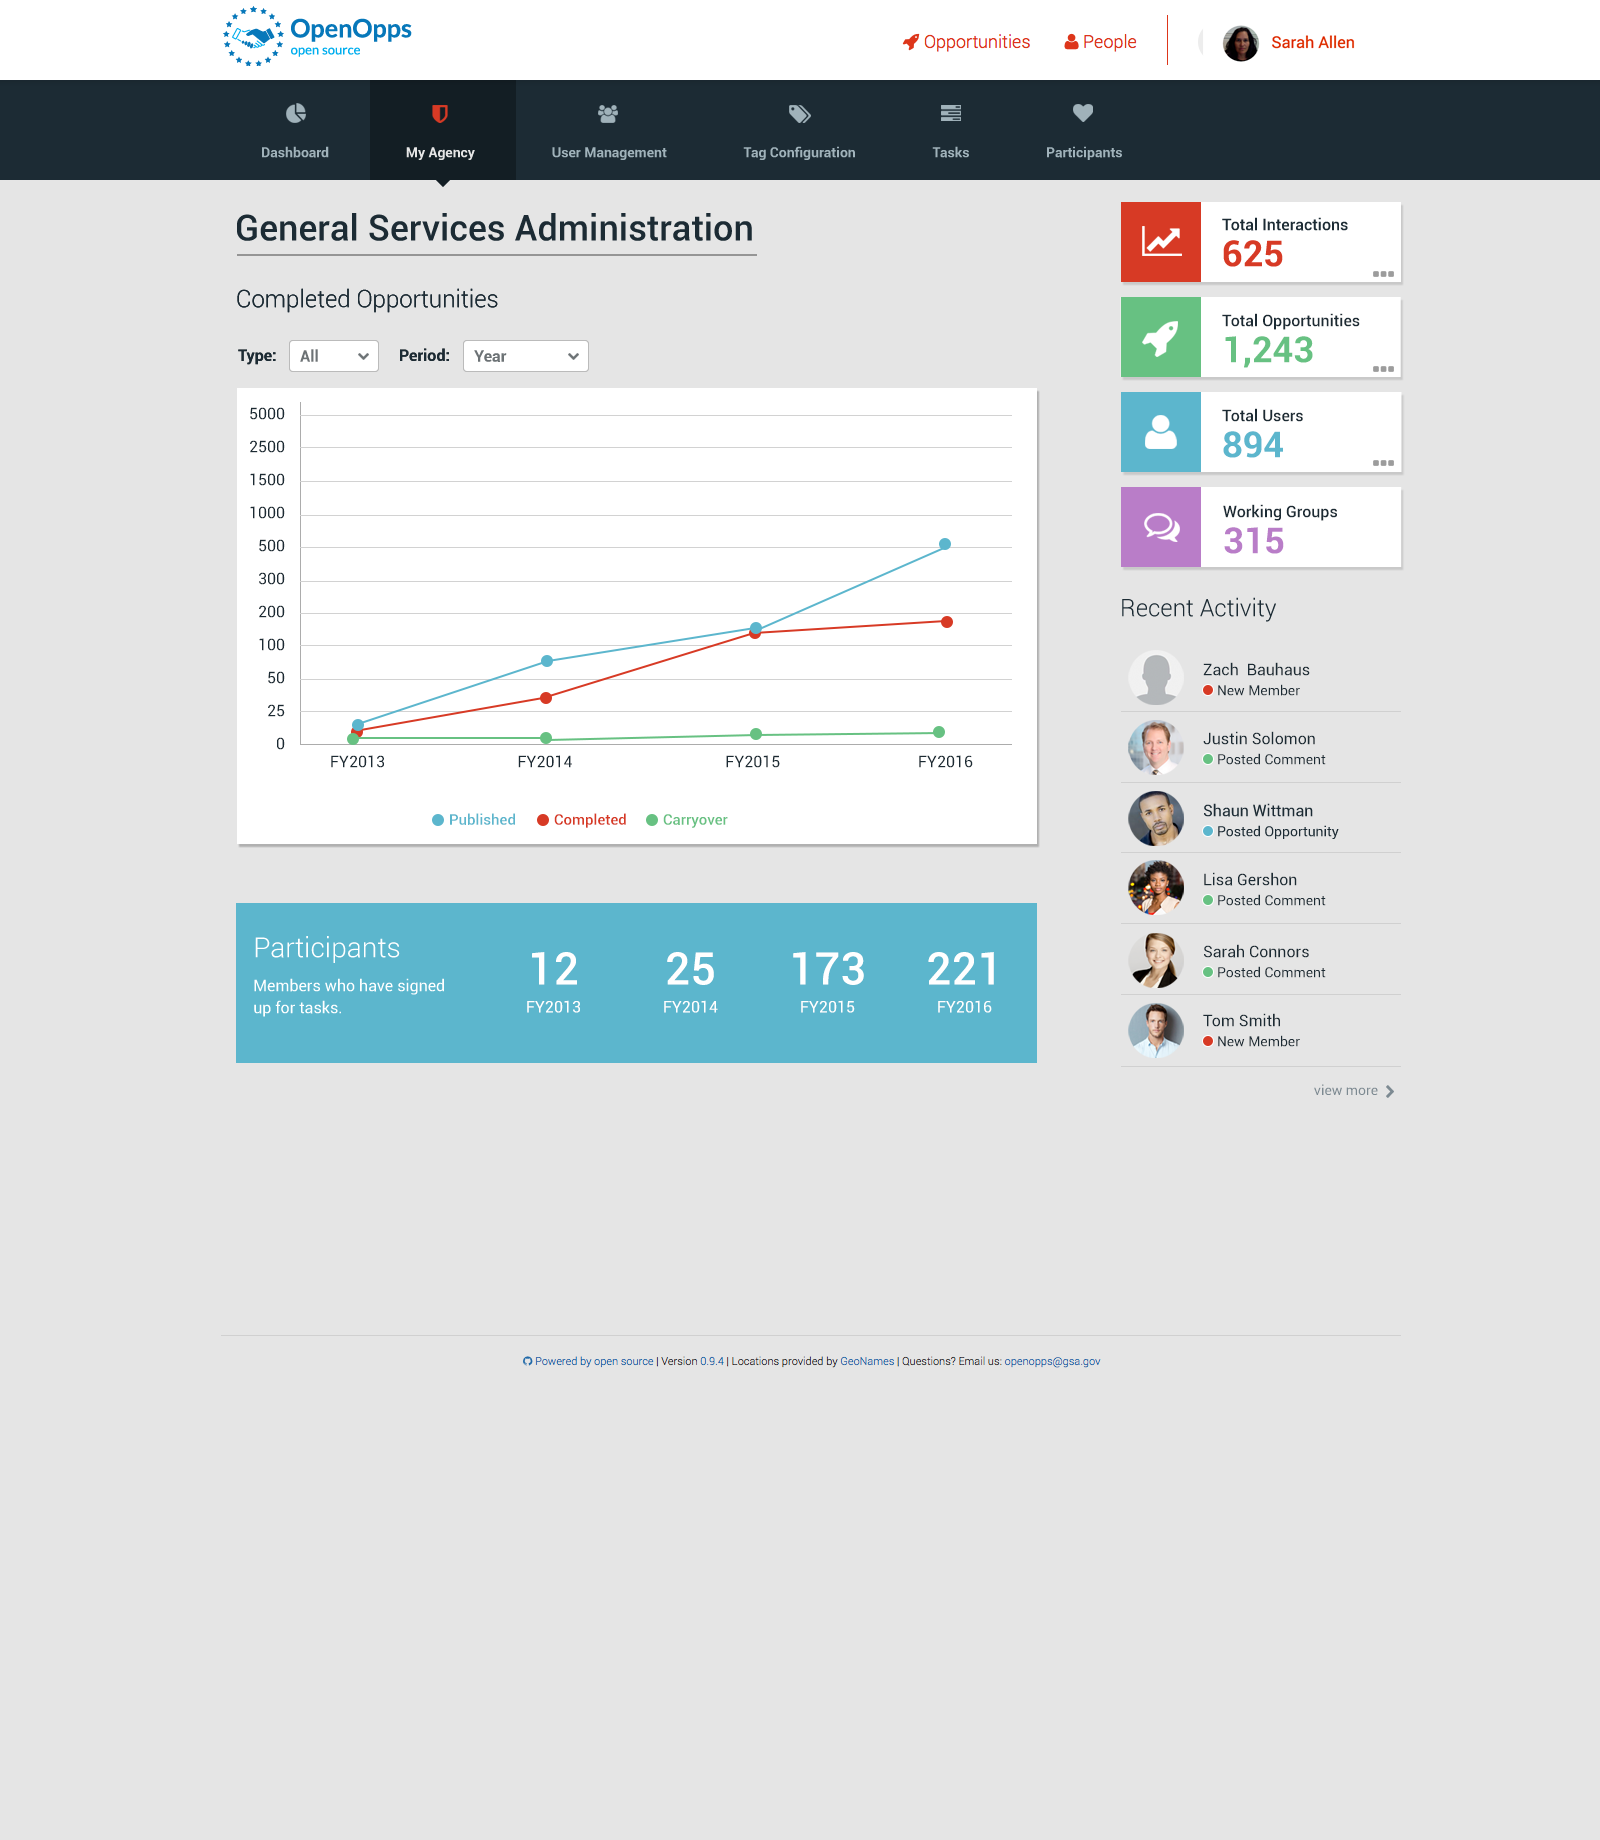 OpenOpps
open source
Opportunities
People
Sarah Allen
Dashboard
My Agency
User Management
Tag Configuration
Tasks
Participants
General Services Administration
Completed Opportunities
Type: All Period: Year
5000
2500
1500
1000
500
300
200
100
50
25
0
FY2013 FY2014 FY2015 FY2016
Published Completed Carryover
Participants
Members who have signed
up for tasks.
12
FY2013
25
FY2014
173
FY2015
221
FY2016
Total Interactions
625
Total Opportunities
1,243
Total Users
894
Working Groups
315
Recent Activity
Zach Bauhaus
New Member
Justin Solomon
Posted Comment
Shaun Wittman
Posted Opportunity
Lisa Gershon
Posted Comment
Sarah Connors
Posted Comment
Tom Smith
New Member
view more
Powered by open source | Version 0.9.4 | Locations provided by GeoNames | Questions? Email us: openopps@gsa.gov